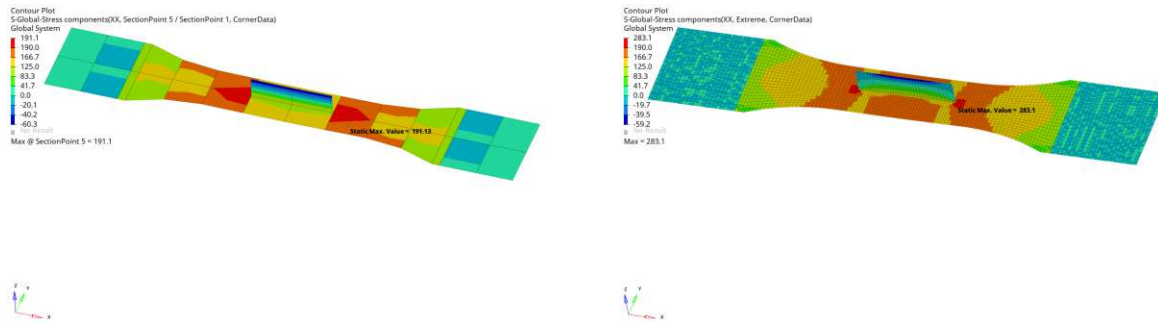 Contour Plot
S-Global-Stress components(XX, SectionPoint 5 / SectionPoint 1, CornerData)
Global System
191.1
190.0
166.7
125.0
83.3
41.7
0.0
-20.1
-40.2
-60.3
No Result
Max @ SectionPoint 5 = 191.1
Static Max. Value = 191.13
Z
Y
X
Contour Plot
S-Global-Stress components(XX, Extreme, CornerData)
Global System
283.1
190.0
166.7
125.0
83.3
41.7
0.0
-19.7
-39.5
-59.2
No Result
Max = 283.1
Static Max. Value = 283.1
Z
Y
X